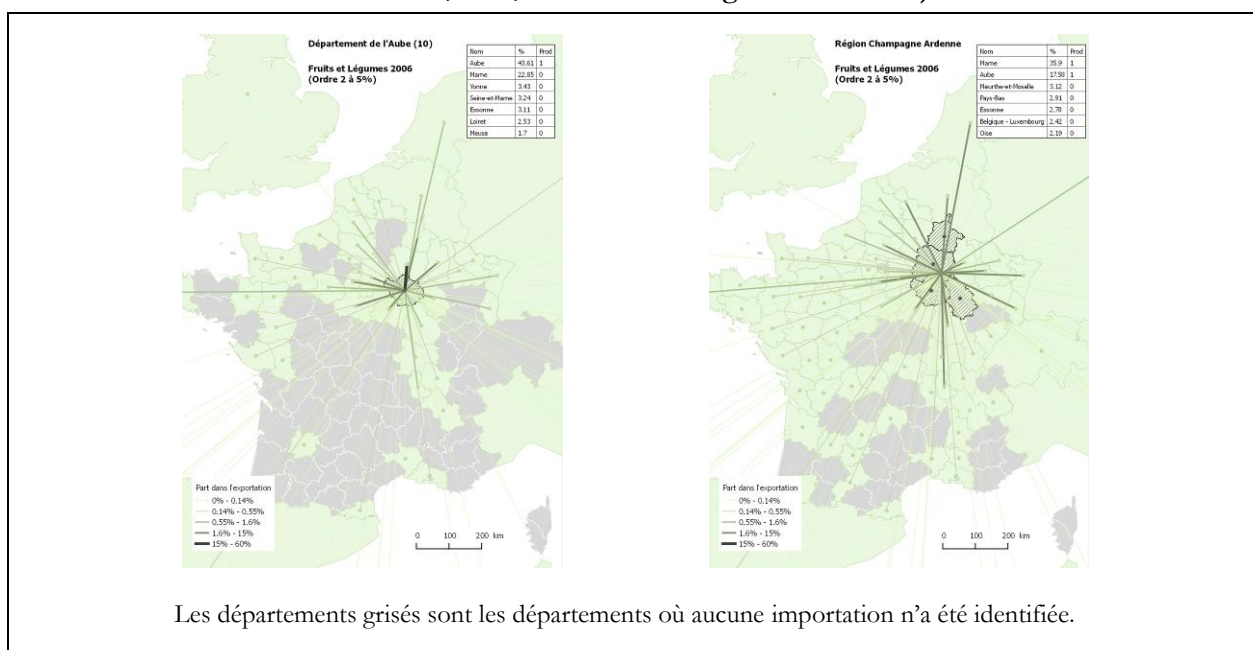 Département de l'Aube (10)
Fruits et Légumes 2006
(Ordre 2 à 5%)
Nom % Prod
Aube 43.61 1
Marne 22.85 0
Yonne 3.43 0
Seine-et-Marne 3.24 0
Essonne 3.11 0
Loiret 2.53 0
Meuse 1.7 0
Part dans l'exportation
0% - 0.14%
0.14% - 0.55%
0.55% - 1.6%
1.6% - 15%
15% - 60%
0 100 200 km
Région Champagne Ardenne
Fruits et Légumes 2006
(Ordre 2 à 5%)
Nom % Prod
Marne 35.9 1
Aube 17.58 1
Meurthe-et-Moselle 3.12 0
Pays-Bas 2.91 0
Essonne 2.78 0
Belgique - Luxembourg 2.42 0
Oise 2.19 0
Part dans l'exportation
0% - 0.14%
0.14% - 0.55%
0.55% - 1.6%
1.6% - 15%
15% - 60%
0 100 200 km
Les départements grisés sont les départements où aucune importation n'a été identifiée.